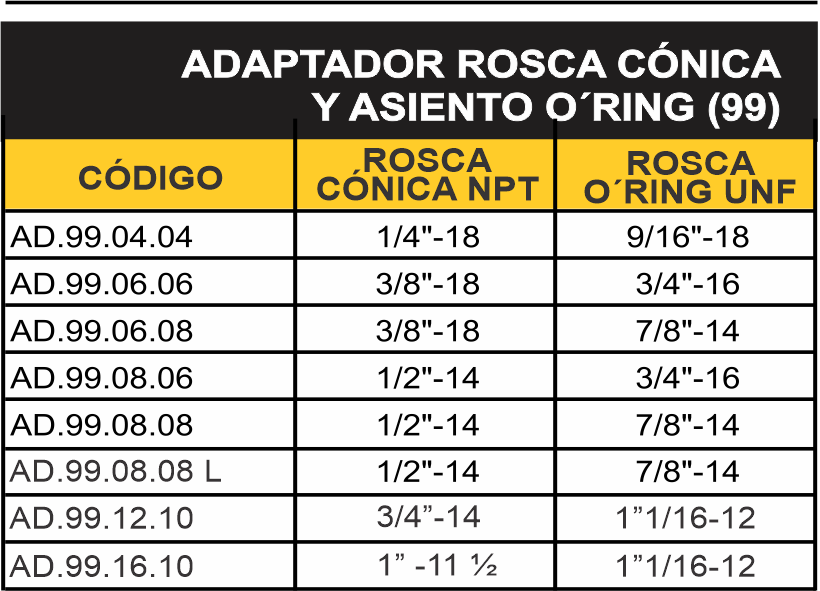 ADAPTADOR ROSCA CÓNICA
Y ASIENTO O´RING (99)
CÓDIGO
ROSCA
CÓNICA NPT
ROSCA
O´RING UNF
AD.99.04.04 1/4"-18 9/16"-18
AD.99.06.06 3/8"-18 3/4"-16
AD.99.06.08 3/8"-18 7/8"-14
AD.99.08.06 1/2"-14 3/4"-16
AD.99.08.08 1/2"-14 7/8"-14
AD.99.08.08 L 1/2"-14 7/8"-14
AD.99.12.10 3/4”-14 1”1/16-12
AD.99.16.10 1” -11 ½ 1”1/16-12